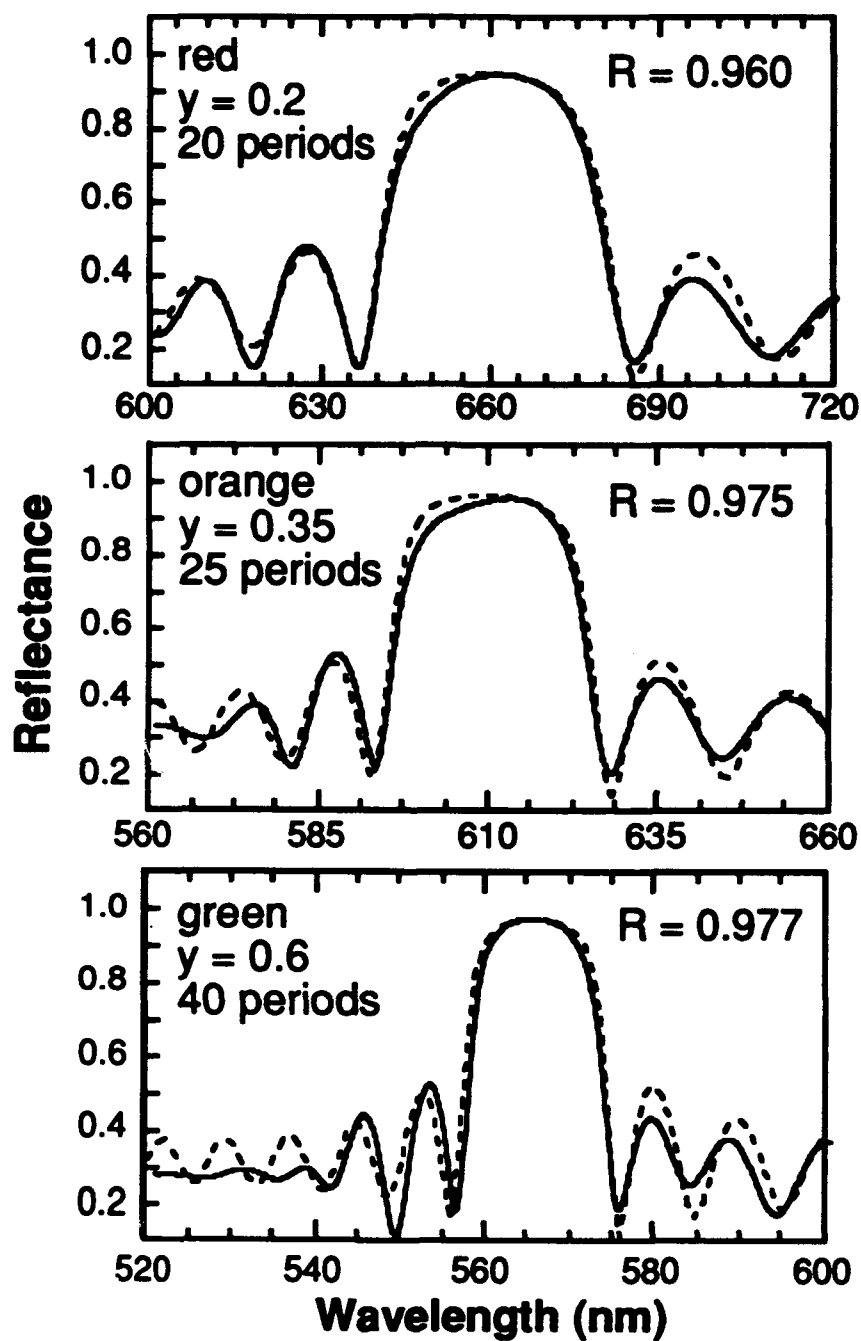 red
y = 0.2
20 periods
R = 0.960
1.0
0.8
0.6
0.4
0.2
600 630 660 690 720
orange
y = 0.35
25 periods
R = 0.975
1.0
0.8
0.6
0.4
0.2
560 585 610 635 660
green
y = 0.6
40 periods
R = 0.977
1.0
0.8
0.6
0.4
0.2
520 540 560 580 600
Reflectance
Wavelength (nm)